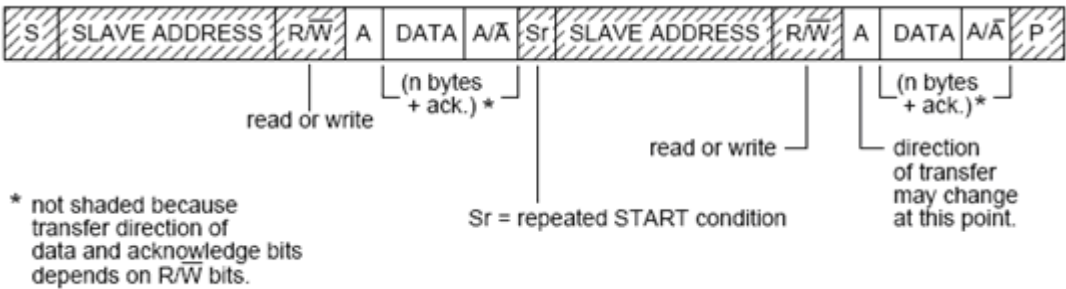 S SLAVE ADDRESS R/W̅ A DATA A/A̅ Sr SLAVE ADDRESS R/W̅ A DATA A/A̅ P
(n bytes
+ ack.) *
(n bytes
+ ack.) *
read or write
read or write
direction
of transfer
may change
at this point.
Sr = repeated START condition
* not shaded because
transfer direction of
data and acknowledge bits
depends on R/W̅ bits.